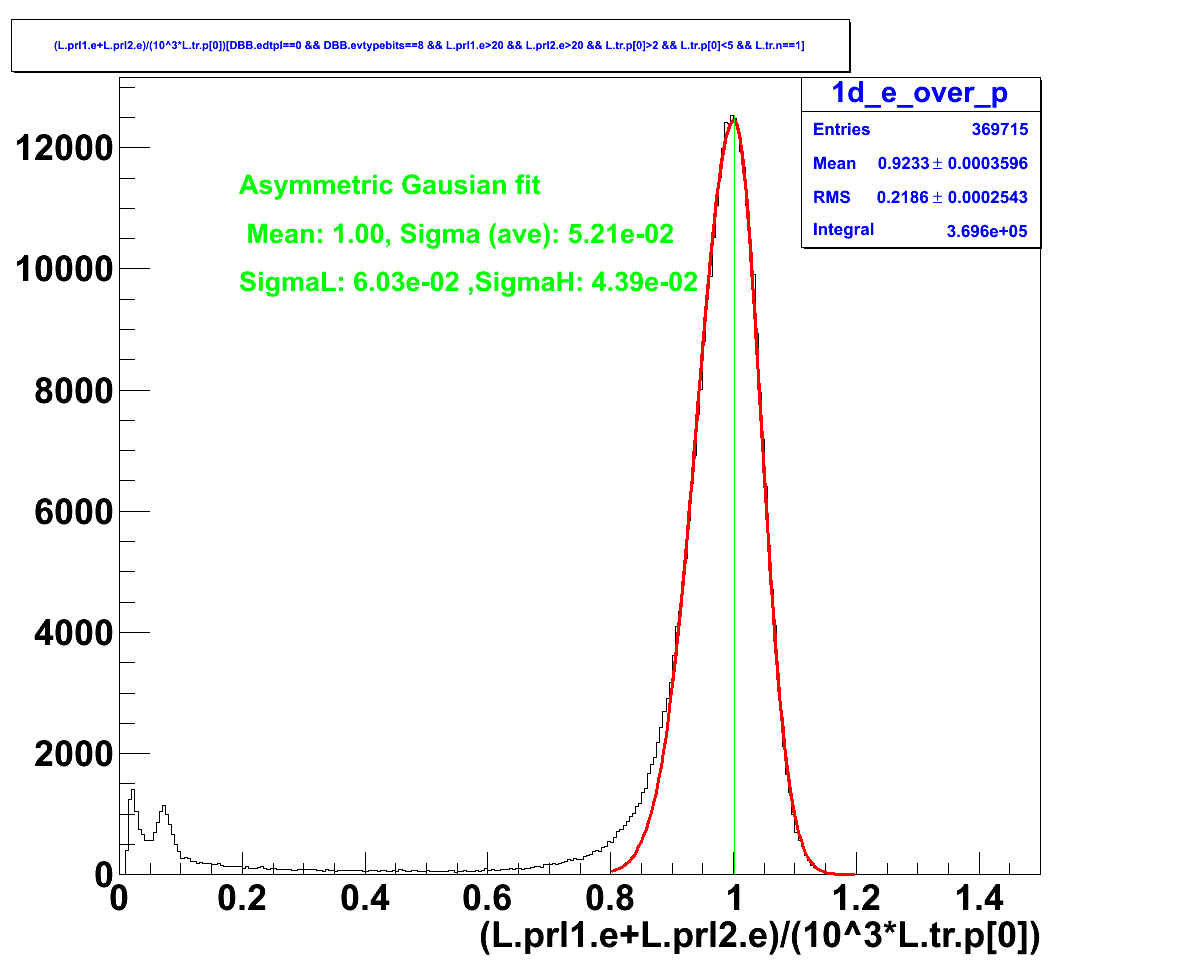 (L.prl1.e+L.prl2.e)/(10^3*L.tr.p[0])[DBB.edtpl==0 && DBB.evtypebits==8 && L.prl1.e>20 && L.prl2.e>20 && L.tr.p[0]>2 && L.tr.p[0]<5 && L.tr.n==1]
1d_e_over_p
Entries 369715
Mean 0.9233 ± 0.0003596
RMS 0.2186 ± 0.0002543
Integral 3.696e+05
Asymmetric Gausian fit
Mean: 1.00, Sigma (ave): 5.21e-02
SigmaL: 6.03e-02 ,SigmaH: 4.39e-02
12000
10000
8000
6000
4000
2000
0
0 0.2 0.4 0.6 0.8 1 1.2 1.4
(L.prl1.e+L.prl2.e)/(10^3*L.tr.p[0])